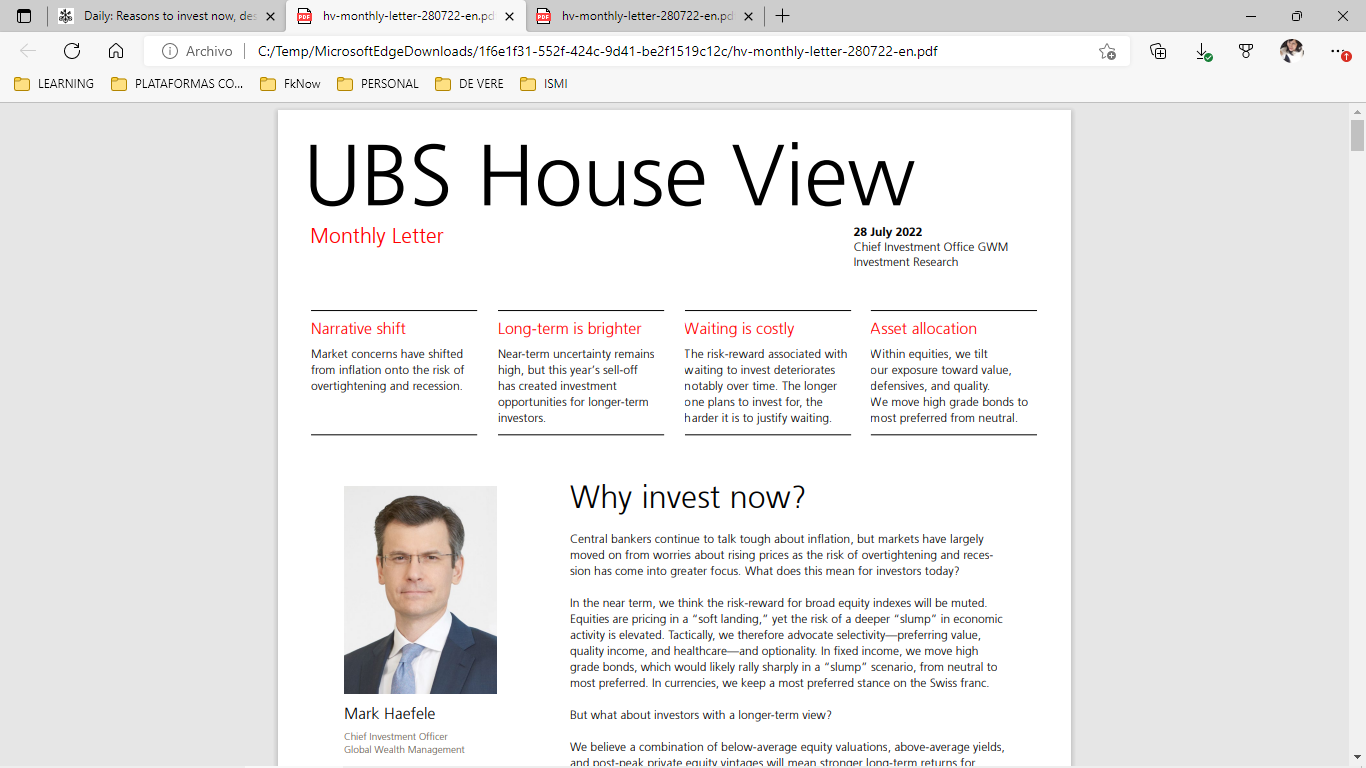 Daily: Reasons to invest now, des
hv-monthly-letter-280722-en.pd
hv-monthly-letter-280722-en.pd
Archivo
C:/Temp/MicrosoftEdgeDownloads/1f6e1f31-552f-424c-9d41-be2f1519c12c/hv-monthly-letter-280722-en.pdf
LEARNING
PLATAFORMAS CO...
FkNow
PERSONAL
DE VERE
ISMI
UBS House View
Monthly Letter
28 July 2022
Chief Investment Office GWM
Investment Research
Narrative shift
Market concerns have shifted
from inflation onto the risk of
overtightening and recession.
Long-term is brighter
Near-term uncertainty remains
high, but this year's sell-off
has created investment
opportunities for longer-term
investors.
Waiting is costly
The risk-reward associated with
waiting to invest deteriorates
notably over time. The longer
one plans to invest for, the
harder it is to justify waiting.
Asset allocation
Within equities, we tilt
our exposure toward value,
defensives, and quality.
We move high grade bonds to
most preferred from neutral.
Mark Haefele
Chief Investment Officer
Global Wealth Management
Why invest now?
Central bankers continue to talk tough about inflation, but markets have largely
moved on from worries about rising prices as the risk of overtightening and reces-
sion has come into greater focus. What does this mean for investors today?
In the near term, we think the risk-reward for broad equity indexes will be muted.
Equities are pricing in a “soft landing,” yet the risk of a deeper “slump” in economic
activity is elevated. Tactically, we therefore advocate selectivity—preferring value,
quality income, and healthcare—and optionality. In fixed income, we move high
grade bonds, which would likely rally sharply in a “slump” scenario, from neutral to
most preferred. In currencies, we keep a most preferred stance on the Swiss franc.
But what about investors with a longer-term view?
We believe a combination of below-average equity valuations, above-average yields,
and post-peak private equity vintages will mean stronger long-term returns for